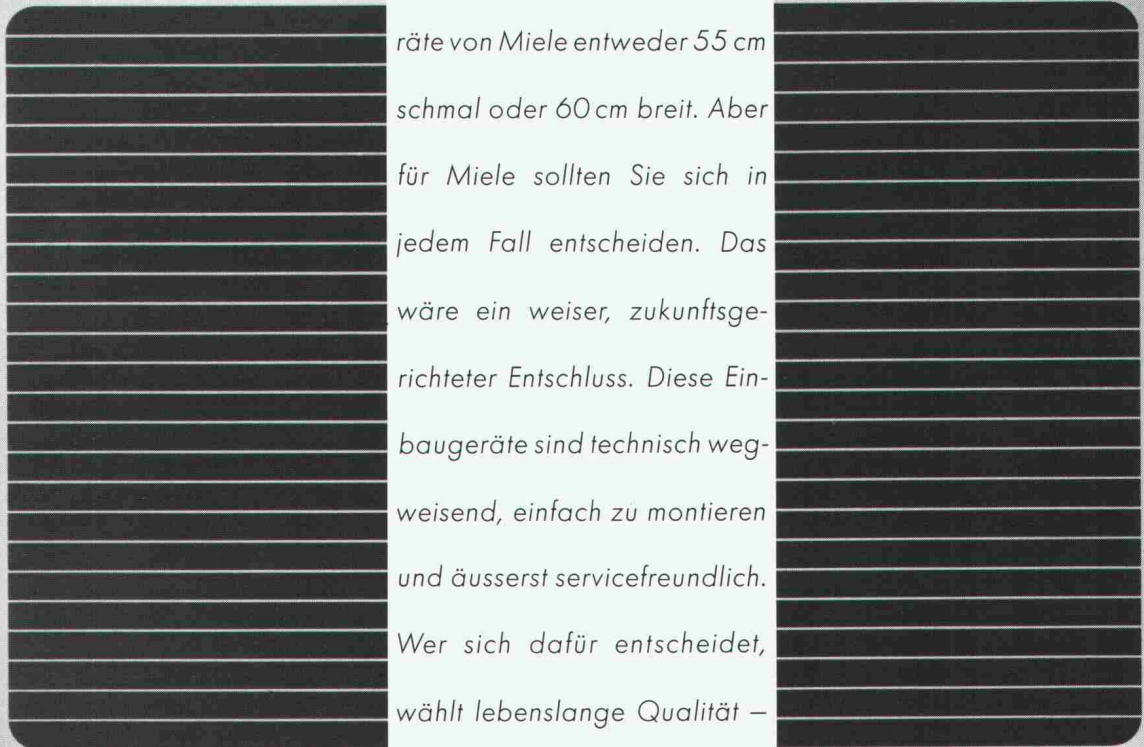 räte von Miele entweder 55 cm
schmal oder 60 cm breit. Aber
für Miele sollten Sie sich in
jedem Fall entscheiden. Das
wäre ein weiser, zukunftsge-
richteter Entschluss. Diese Ein-
baugeräte sind technisch weg-
weisend, einfach zu montieren
und äusserst servicefreundlich.
Wer sich dafür entscheidet,
wählt lebenslange Qualität –